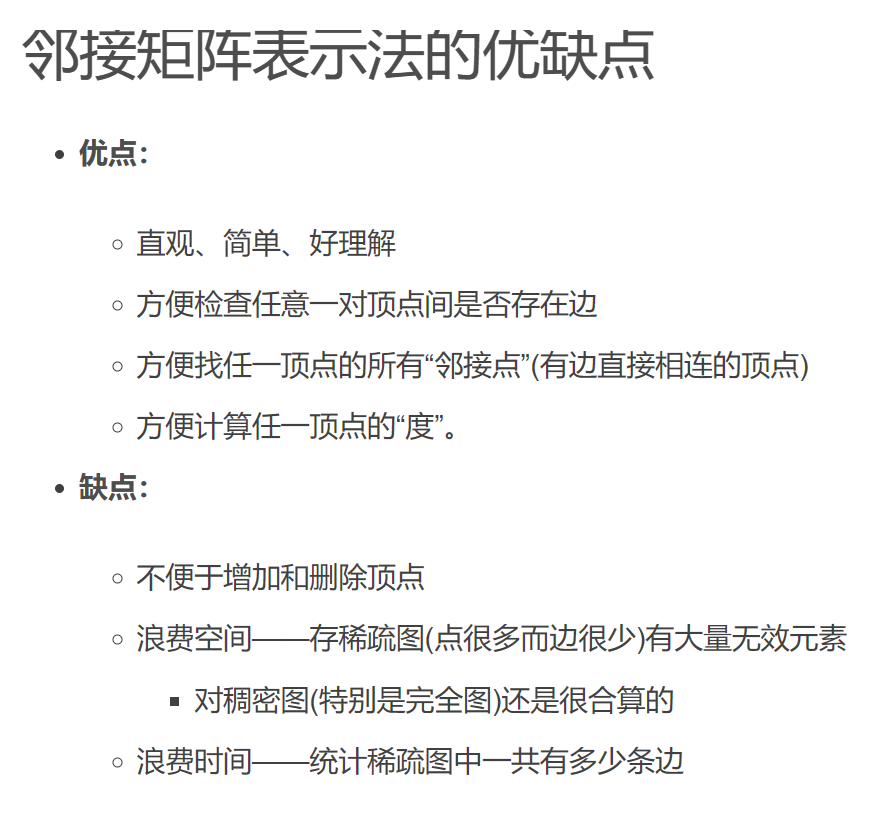 邻接矩阵表示法的优缺点
优点：
直观、简单、好理解
方便检查任意一对顶点间是否存在边
方便找任一顶点的所有“邻接点”(有边直接相连的顶点)
方便计算任一顶点的“度”。
缺点：
不便于增加和删除顶点
浪费空间——存稀疏图(点很多而边很少)有大量无效元素
对稠密图(特别是完全图)还是很合算的
浪费时间——统计稀疏图中一共有多少条边